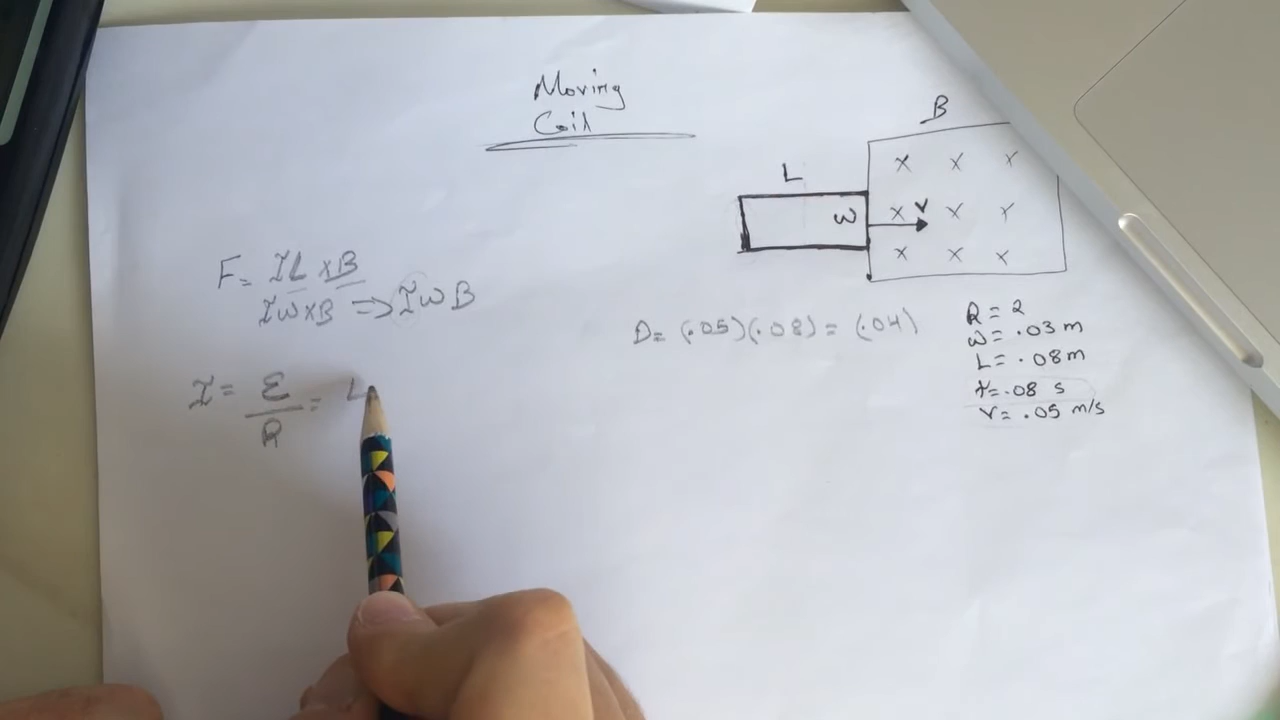 Moving
Coil
B
L
x x x
w x v x x
x x x
F = IL x B
Iw x B => IwB
D = (.05)(.08) = (.04)
R = 2
w = .03 m
L = .08 m
t = .08 s
v = .05 m/s
I = ε/R = L